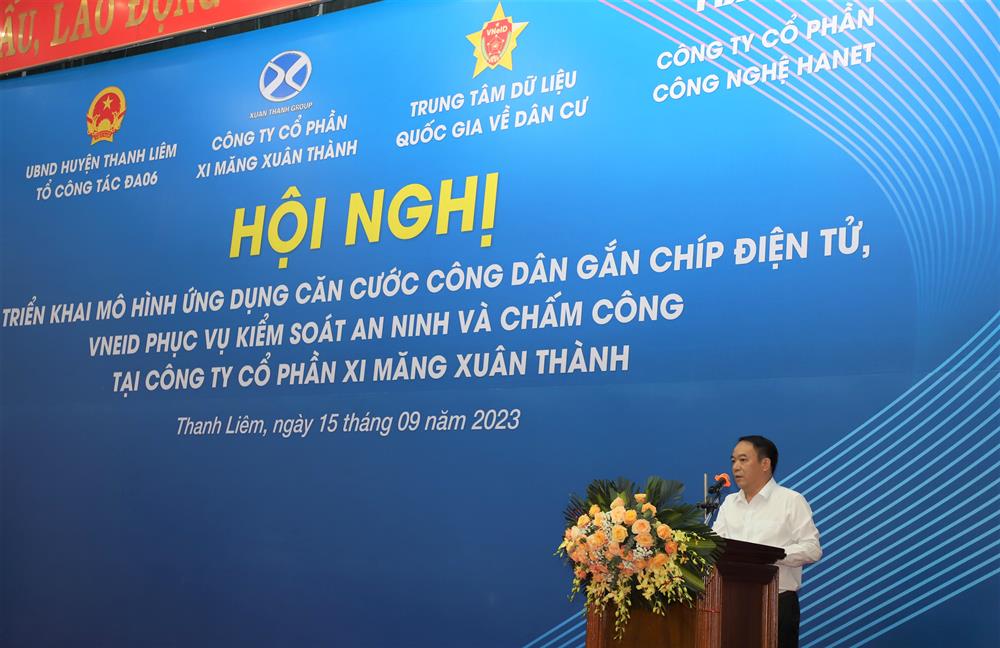 ẤU, LAO ĐỘNG
UBND HUYỆN THANH LIÊM
TỔ CÔNG TÁC ĐA06
XUAN THANH GROUP
CÔNG TY CỔ PHẦN
XI MĂNG XUÂN THÀNH
VNeID
TRUNG TÂM DỮ LIỆU
QUỐC GIA VỀ DÂN CƯ
CÔNG TY CỔ PHẦN
CÔNG NGHỆ HANET
HỘI NGHỊ
TRIỂN KHAI MÔ HÌNH ỨNG DỤNG CĂN CƯỚC CÔNG DÂN GẮN CHÍP ĐIỆN TỬ,
VNEID PHỤC VỤ KIỂM SOÁT AN NINH VÀ CHẤM CÔNG
TẠI CÔNG TY CỔ PHẦN XI MĂNG XUÂN THÀNH
Thanh Liêm, ngày 15 tháng 09 năm 2023